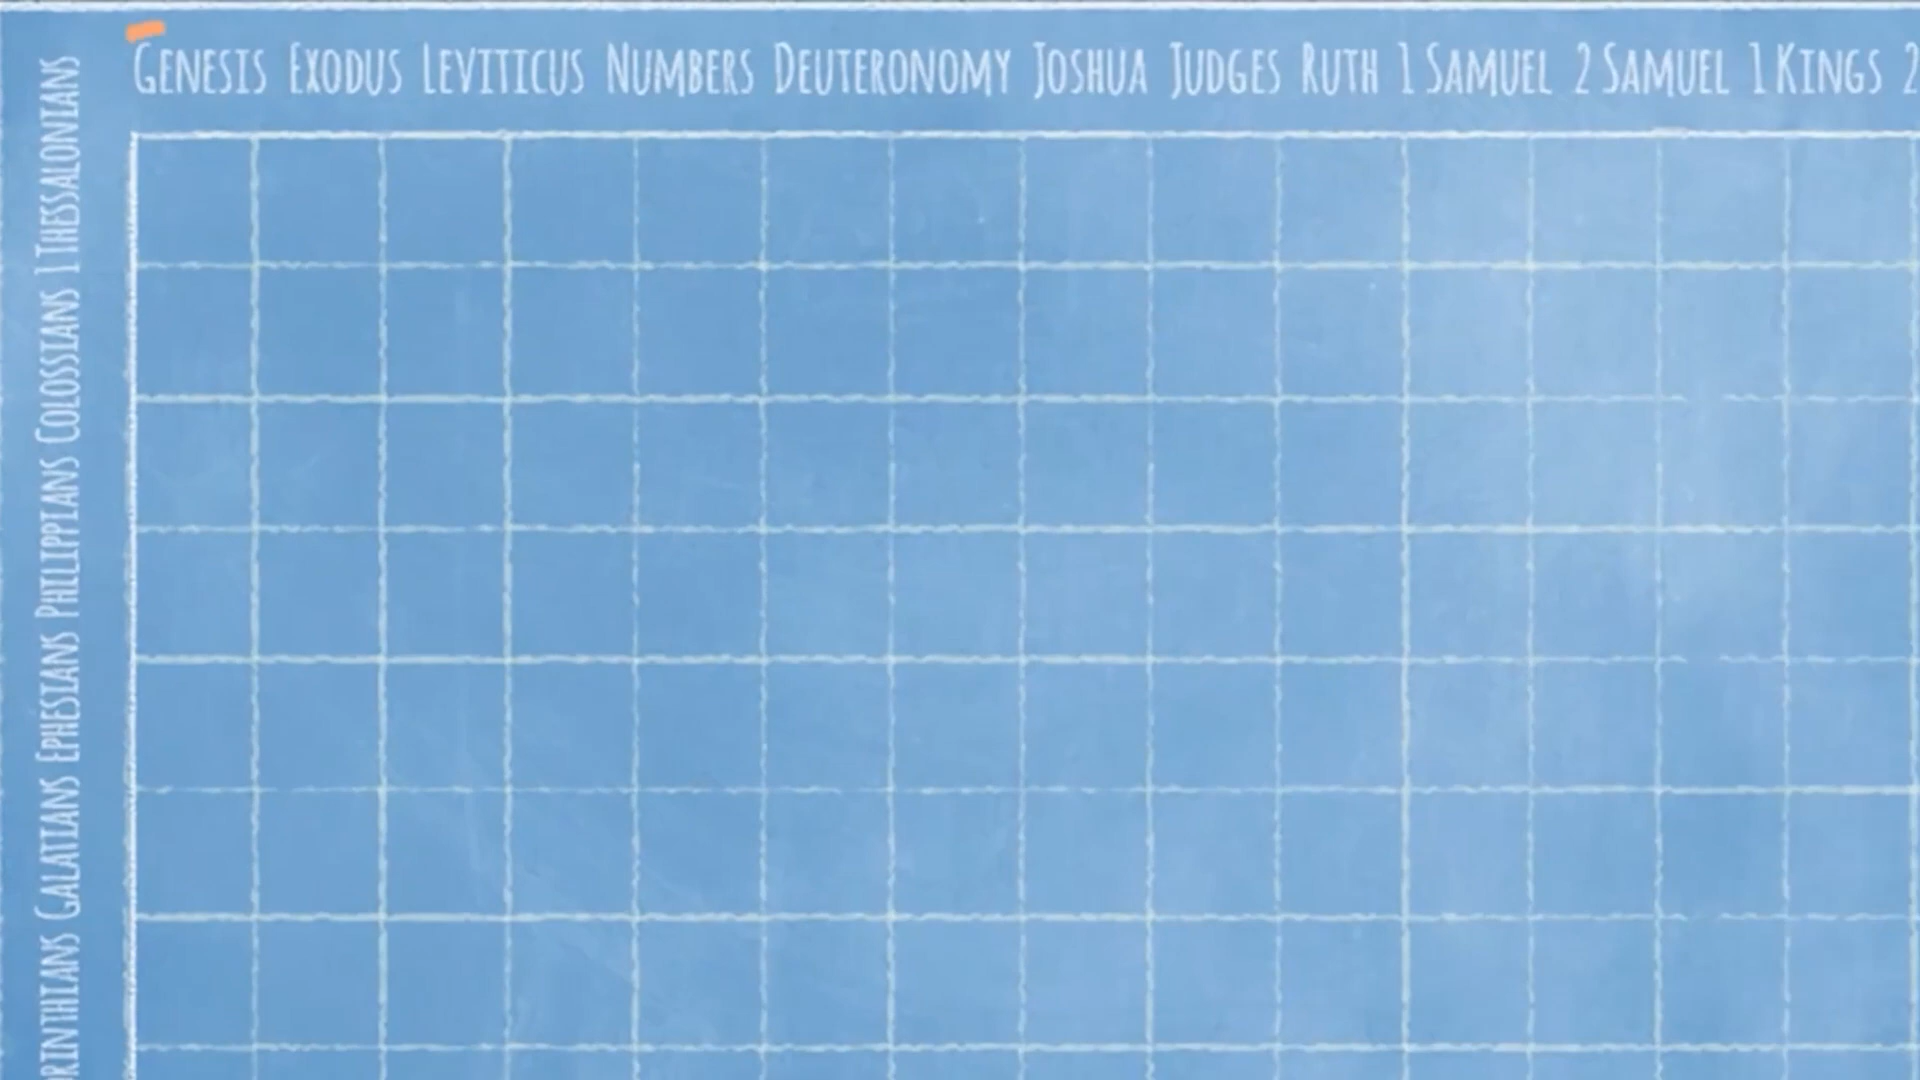 Genesis Exodus Leviticus Numbers Deuteronomy Joshua Judges Ruth 1 Samuel 2 Samuel 1 Kings 2
Galatians Ephesians Philippians Colossians 1 Thessalonians